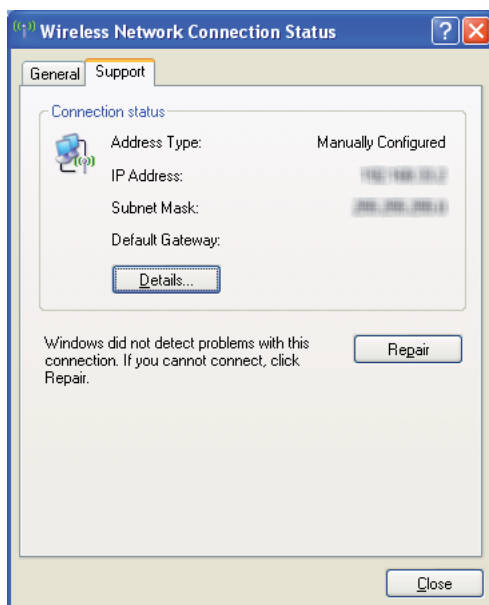 Wireless Network Connection Status
General Support
Connection status
Address Type: Manually Configured
IP Address:
Subnet Mask:
Default Gateway:
Details...
Windows did not detect problems with this
connection. If you cannot connect, click
Repair.
Repair
Close